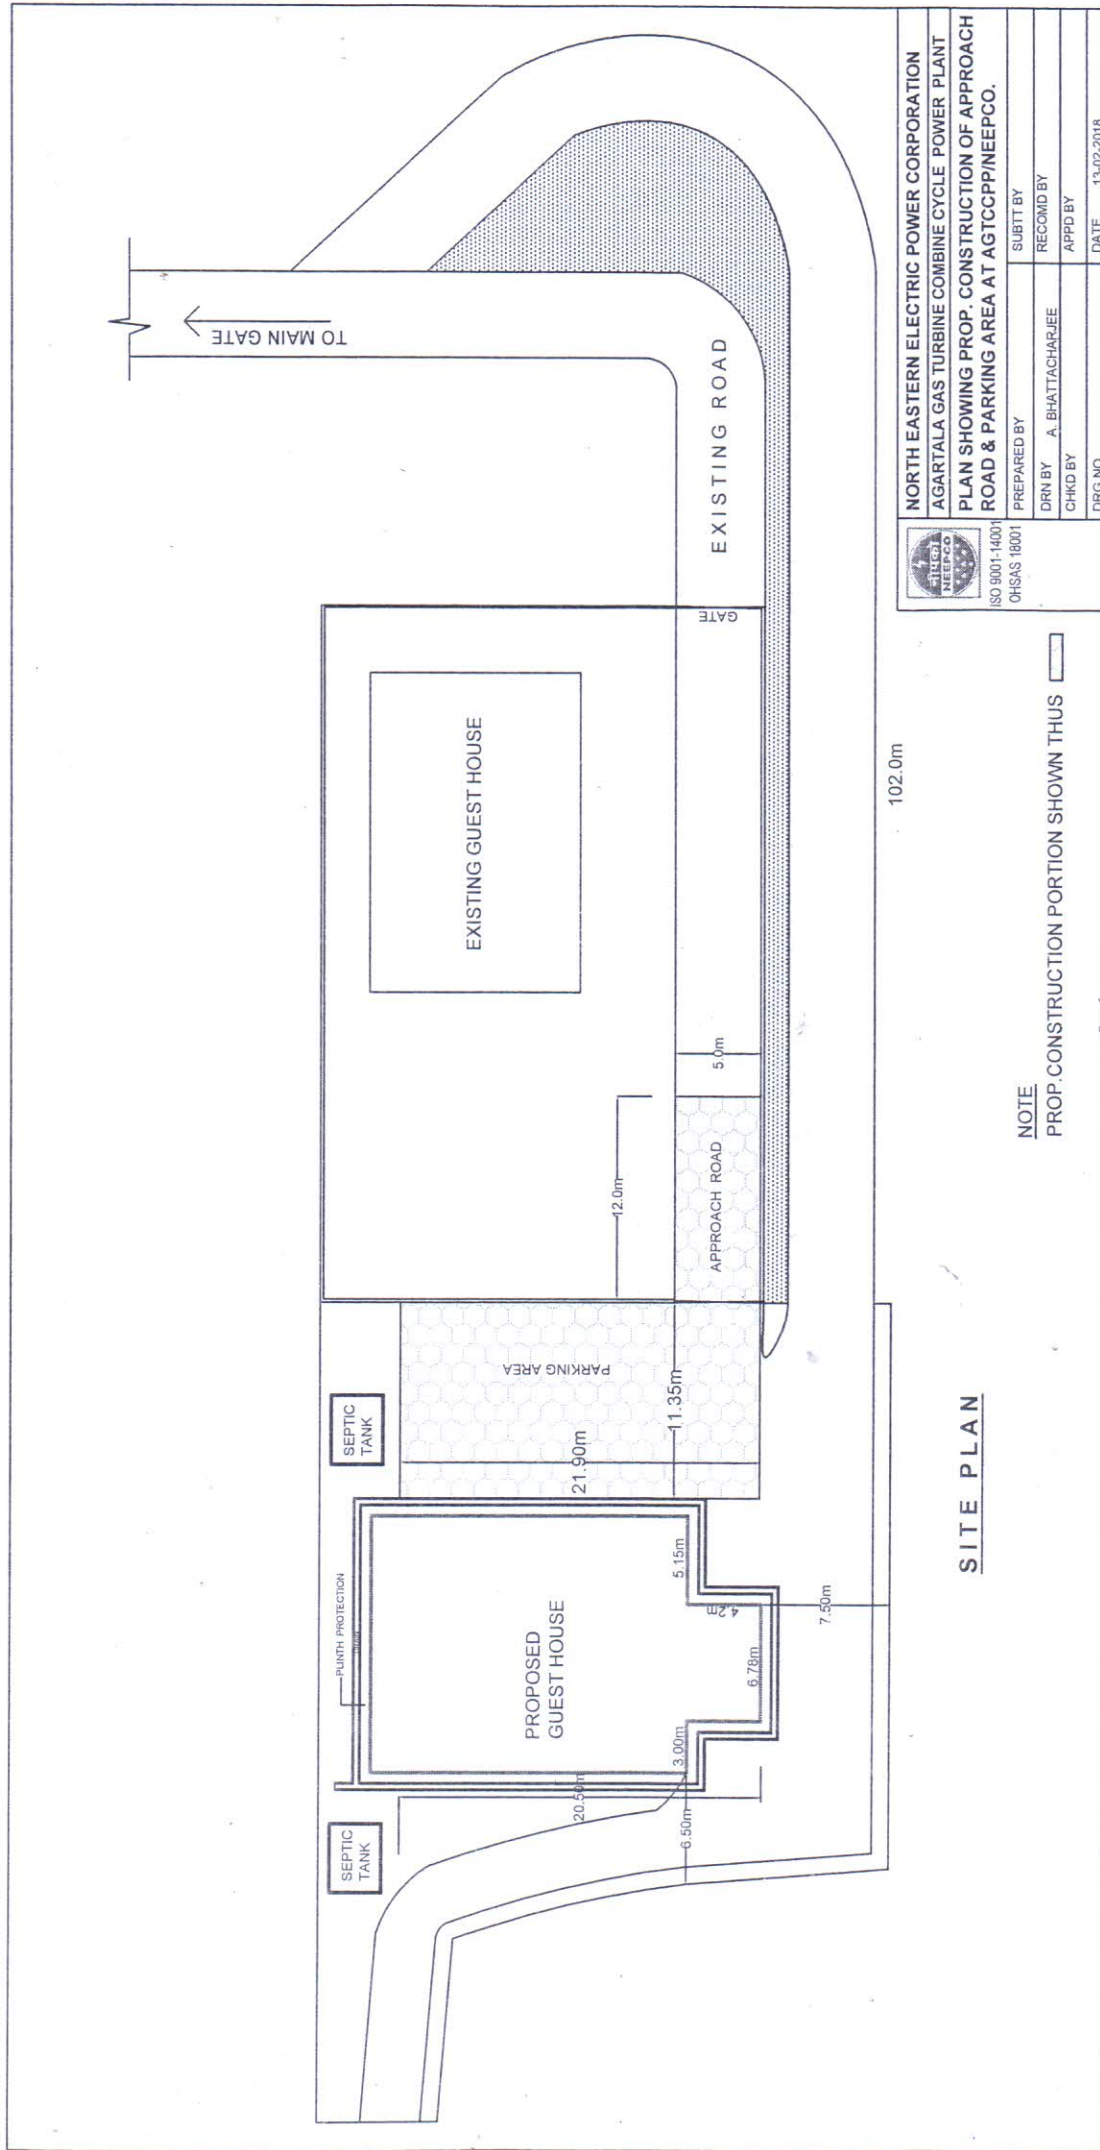 TO MAIN GATE
EXISTING ROAD
GATE
EXISTING GUEST HOUSE
5.0m
12.0m
APPROACH ROAD
PARKING AREA
21.90m
11.35m
SEPTIC
TANK
PLINTH PROTECTION
PROPOSED
GUEST HOUSE
5.15m
6.78m
3.00m
7.50m
20.50m
6.50m
SEPTIC
TANK
102.0m
SITE PLAN
NOTE
PROP.CONSTRUCTION PORTION SHOWN THUS
NEEPCO
ISO 9001-14001
OHSAS 18001
NORTH EASTERN ELECTRIC POWER CORPORATION
AGARTALA GAS TURBINE COMBINE CYCLE POWER PLANT
PLAN SHOWING PROP. CONSTRUCTION OF APPROACH
ROAD & PARKING AREA AT AGTCCPP/NEEPCO.
PREPARED BY SUBTT BY
DRN BY A. BHATTACHARJEE RECOMD BY
CHKD BY APPD BY
DRG NO DATE 13-02-2018